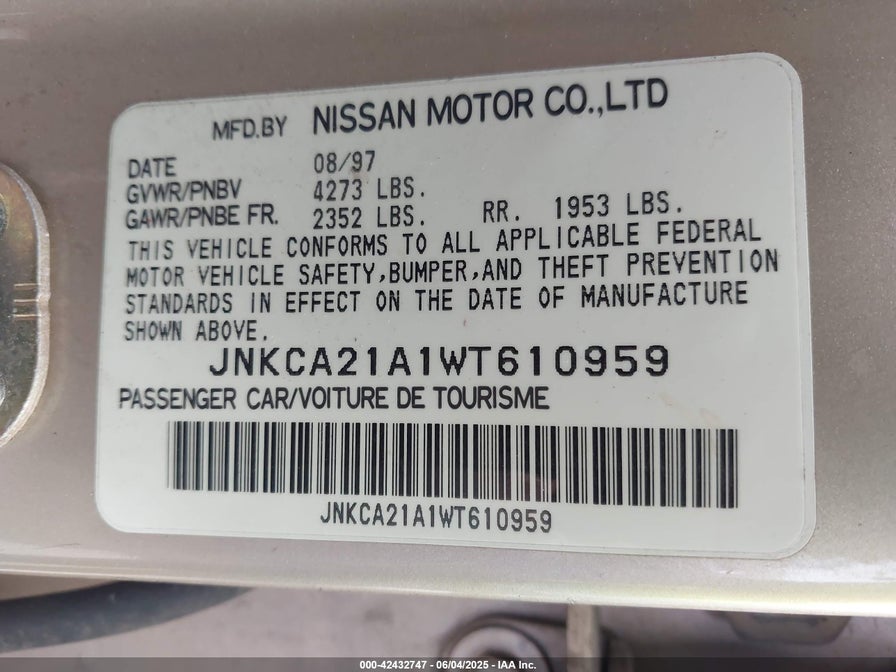 MFD.BY NISSAN MOTOR CO.,LTD
DATE 08/97
GVWR/PNBV 4273 LBS.
GAWR/PNBE FR. 2352 LBS. RR. 1953 LBS.
THIS VEHICLE CONFORMS TO ALL APPLICABLE FEDERAL
MOTOR VEHICLE SAFETY,BUMPER,AND THEFT PREVENTION
STANDARDS IN EFFECT ON THE DATE OF MANUFACTURE
SHOWN ABOVE.
JNKCA21A1WT610959
PASSENGER CAR/VOITURE DE TOURISME
JNKCA21A1WT610959
000-42432747 - 06/04/2025 - IAA Inc.